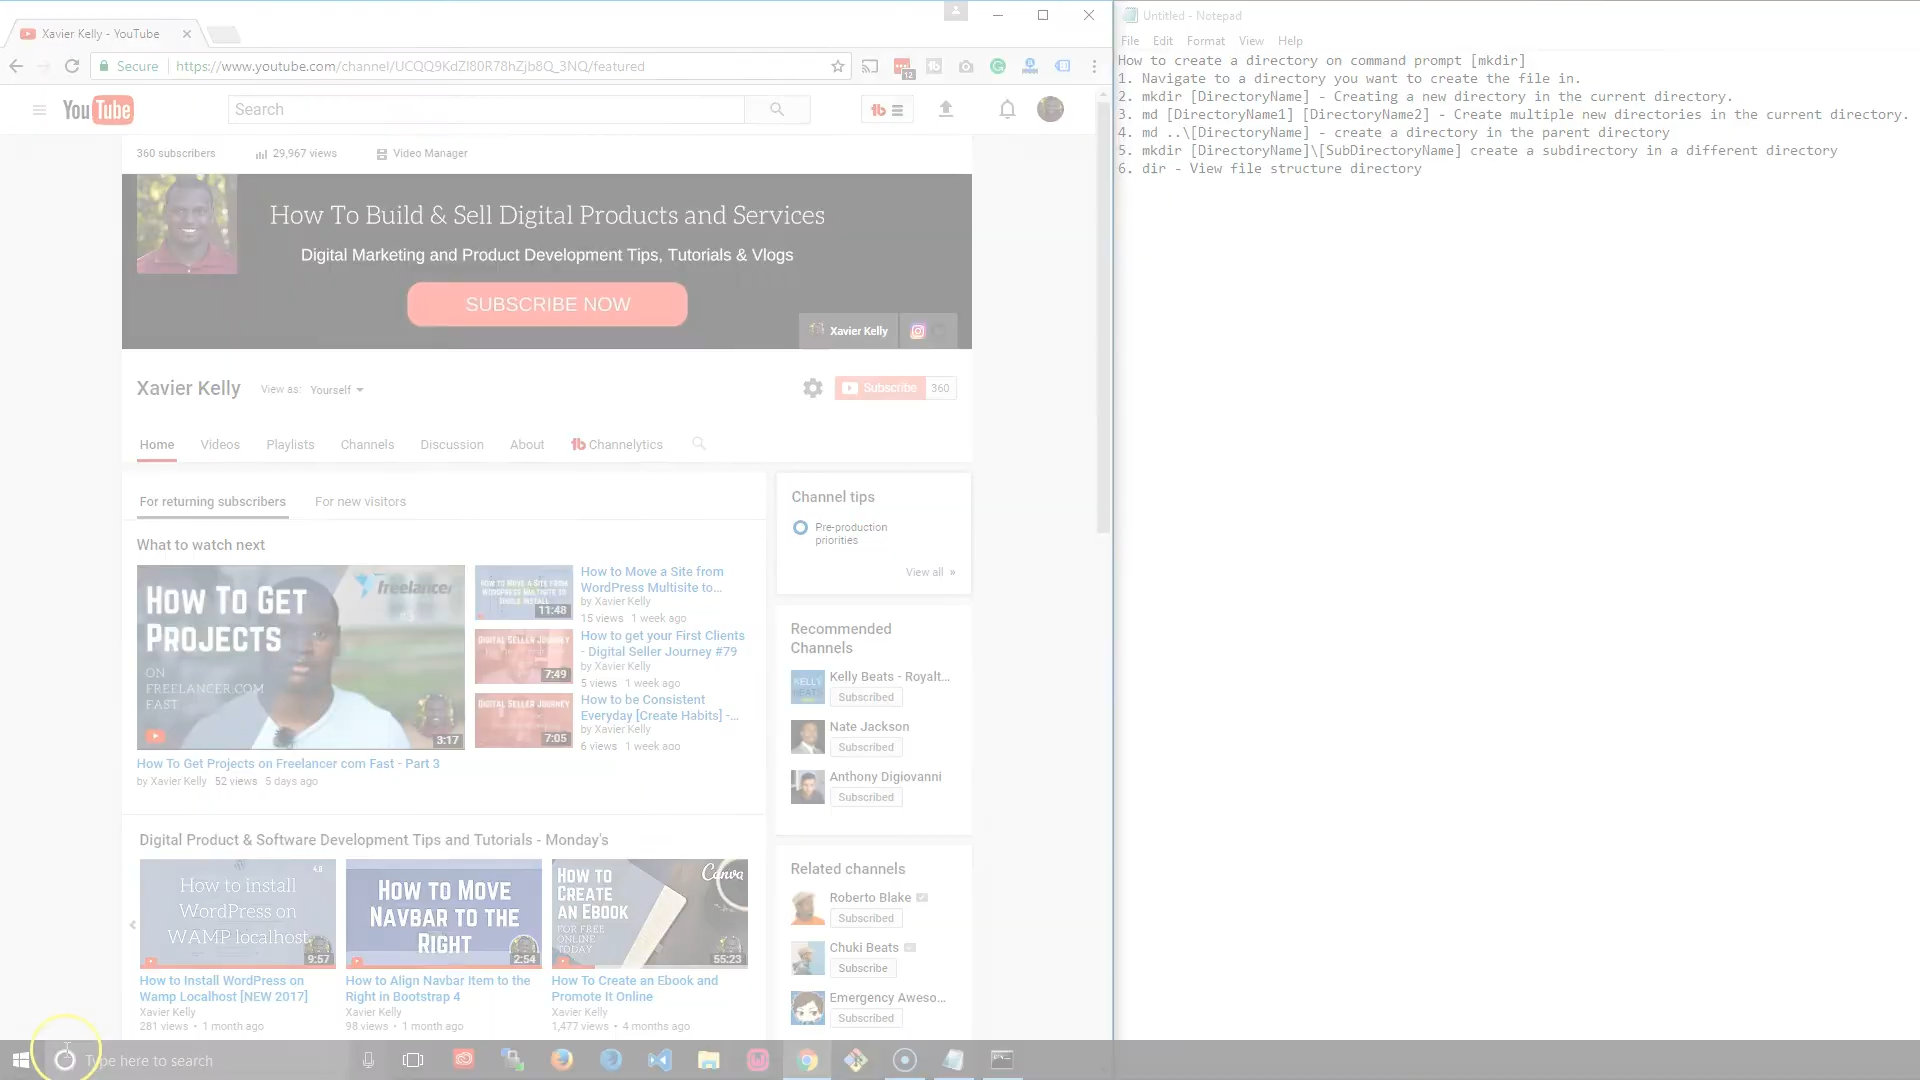 Xavier Kelly - YouTube
Secure
https://www.youtube.com/channel/UCQQ9KdZI80R78hZjb8Q_3NQ/featured
12
YouTube
Search
360 subscribers
29,967 views
Video Manager
How To Build & Sell Digital Products and Services
Digital Marketing and Product Development Tips, Tutorials & Vlogs
SUBSCRIBE NOW
Xavier Kelly
Xavier Kelly
View as: Yourself
Subscribe 360
Home Videos Playlists Channels Discussion About Channelytics
For returning subscribers
For new visitors
What to watch next
freelancer
#3
HOW TO GET
PROJECTS
ON
FREELANCER.COM
FAST
3:17
How To Get Projects on Freelancer com Fast - Part 3
by Xavier Kelly 52 views 5 days ago
HOW TO MOVE A SITE FROM
WORDPRESS MULTISITE TO
SINGLE INSTALL
11:48
How to Move a Site from
WordPress Multisite to...
by Xavier Kelly
15 views 1 week ago
DIGITAL SELLER JOURNEY
7:49
How to get your First Clients
- Digital Seller Journey #79
by Xavier Kelly
5 views 1 week ago
DIGITAL SELLER JOURNEY
7:05
How to be Consistent
Everyday [Create Habits] -...
by Xavier Kelly
6 views 1 week ago
Channel tips
Pre-production
priorities
View all »
Recommended
Channels
KELLY
BEATS
Kelly Beats - Royalt...
Subscribed
Nate Jackson
Subscribed
Anthony Digiovanni
Subscribed
Related channels
Roberto Blake
Subscribed
Chuki Beats
Subscribe
Emergency Aweso...
Subscribed
Digital Product & Software Development Tips and Tutorials - Monday's
4.8
How to install
WordPress on
WAMP localhost
9:57
How to Install WordPress on
Wamp Localhost [NEW 2017]
Xavier Kelly
281 views • 1 month ago
HOW TO MOVE
NAVBAR TO THE
RIGHT
2:54
How to Align Navbar Item to the
Right in Bootstrap 4
Xavier Kelly
98 views • 1 month ago
HOW TO
CREATE
AN EBOOK
FOR FREE
ONLINE
TODAY
Canva
55:23
How To Create an Ebook and
Promote It Online
Xavier Kelly
1,477 views • 4 months ago
Type here to search
Untitled - Notepad
File Edit Format View Help
How to create a directory on command prompt [mkdir]
1. Navigate to a directory you want to create the file in.
2. mkdir [DirectoryName] - Creating a new directory in the current directory.
3. md [DirectoryName1] [DirectoryName2] - Create multiple new directories in the current directory.
4. md ..\[DirectoryName] - create a directory in the parent directory
5. mkdir [DirectoryName]\[SubDirectoryName] create a subdirectory in a different directory
6. dir - View file structure directory